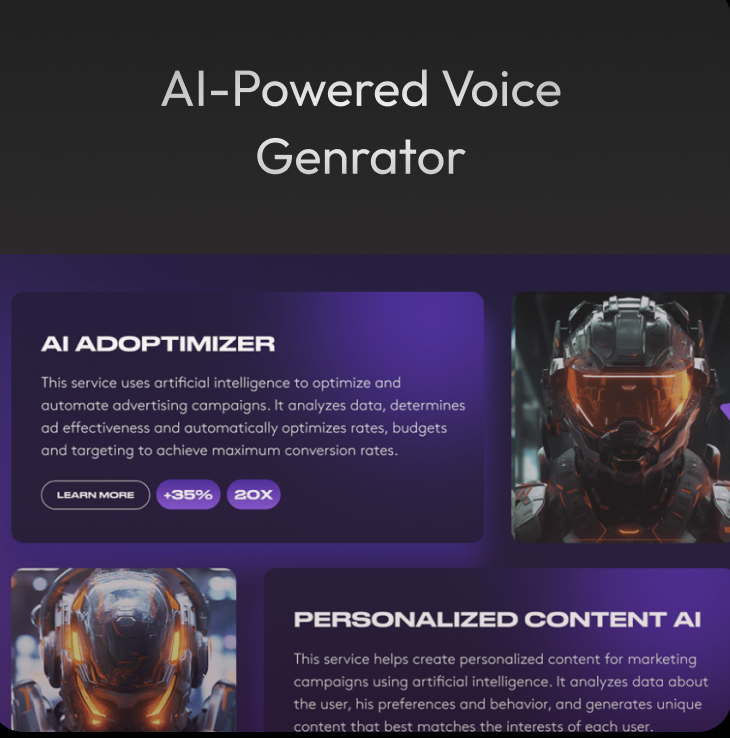 AI-Powered Voice
Genrator
AI ADOPTIMIZER
This service uses artificial intelligence to optimize and
automate advertising campaigns. It analyzes data, determines
ad effectiveness and automatically optimizes rates, budgets
and targeting to achieve maximum conversion rates.
LEARN MORE +35% 20X
PERSONALIZED CONTENT AI
This service helps create personalized content for marketing
campaigns using artificial intelligence. It analyzes data about
the user, his preferences and behavior, and generates unique
content that best matches the interests of each user.